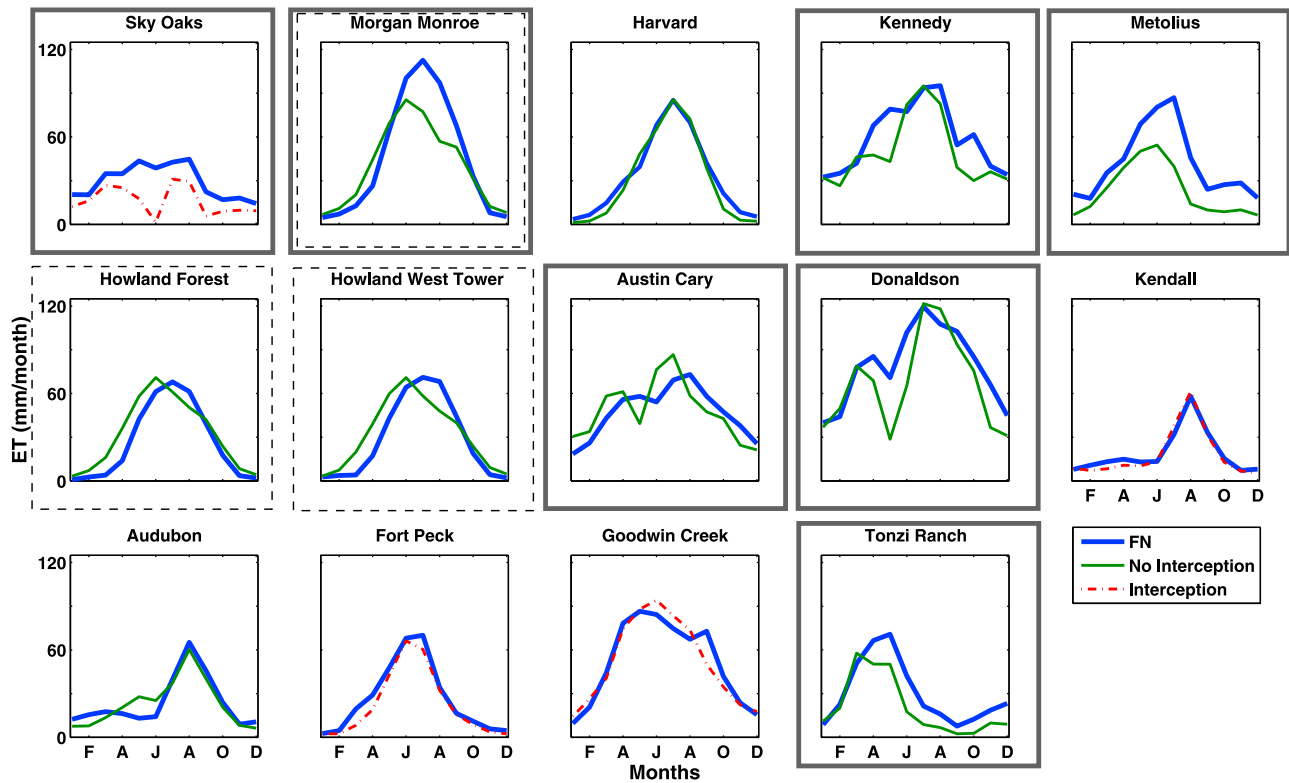 Sky Oaks Morgan Monroe Harvard Kennedy Metolius
120
60
0
Howland Forest Howland West Tower Austin Cary Donaldson Kendall
ET (mm/month)
120
60
0
F A J A O D
Audubon Fort Peck Goodwin Creek Tonzi Ranch
120
60
0
F A J A O D F A J A O D F A J A O D F A J A O D
Months
FN
No Interception
Interception